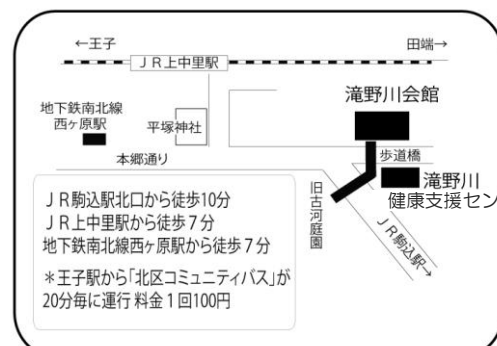 ←王子
田端→
ＪＲ上中里駅
滝野川会館
地下鉄南北線
西ヶ原駅
平塚神社
本郷通り
歩道橋
滝野川
健康支援セン
旧古河庭園
ＪＲ駒込駅→
ＪＲ駒込駅北口から徒歩10分
ＪＲ上中里駅から徒歩７分
地下鉄南北線西ヶ原駅から徒歩７分
＊王子駅から「北区コミュニティバス」が
20分毎に運行 料金１回100円